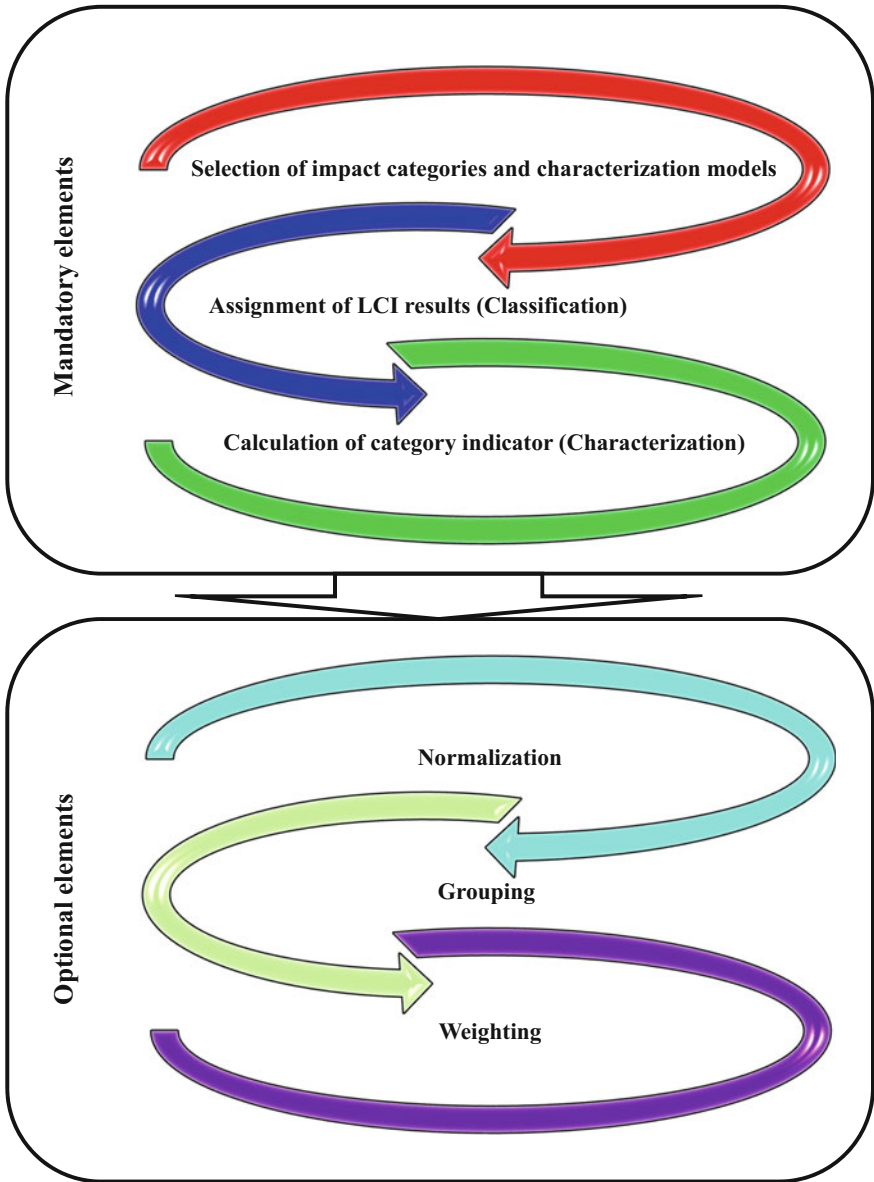 Mandatory elements
Selection of impact categories and characterization models
Assignment of LCI results (Classification)
Calculation of category indicator (Characterization)
Optional elements
Normalization
Grouping
Weighting